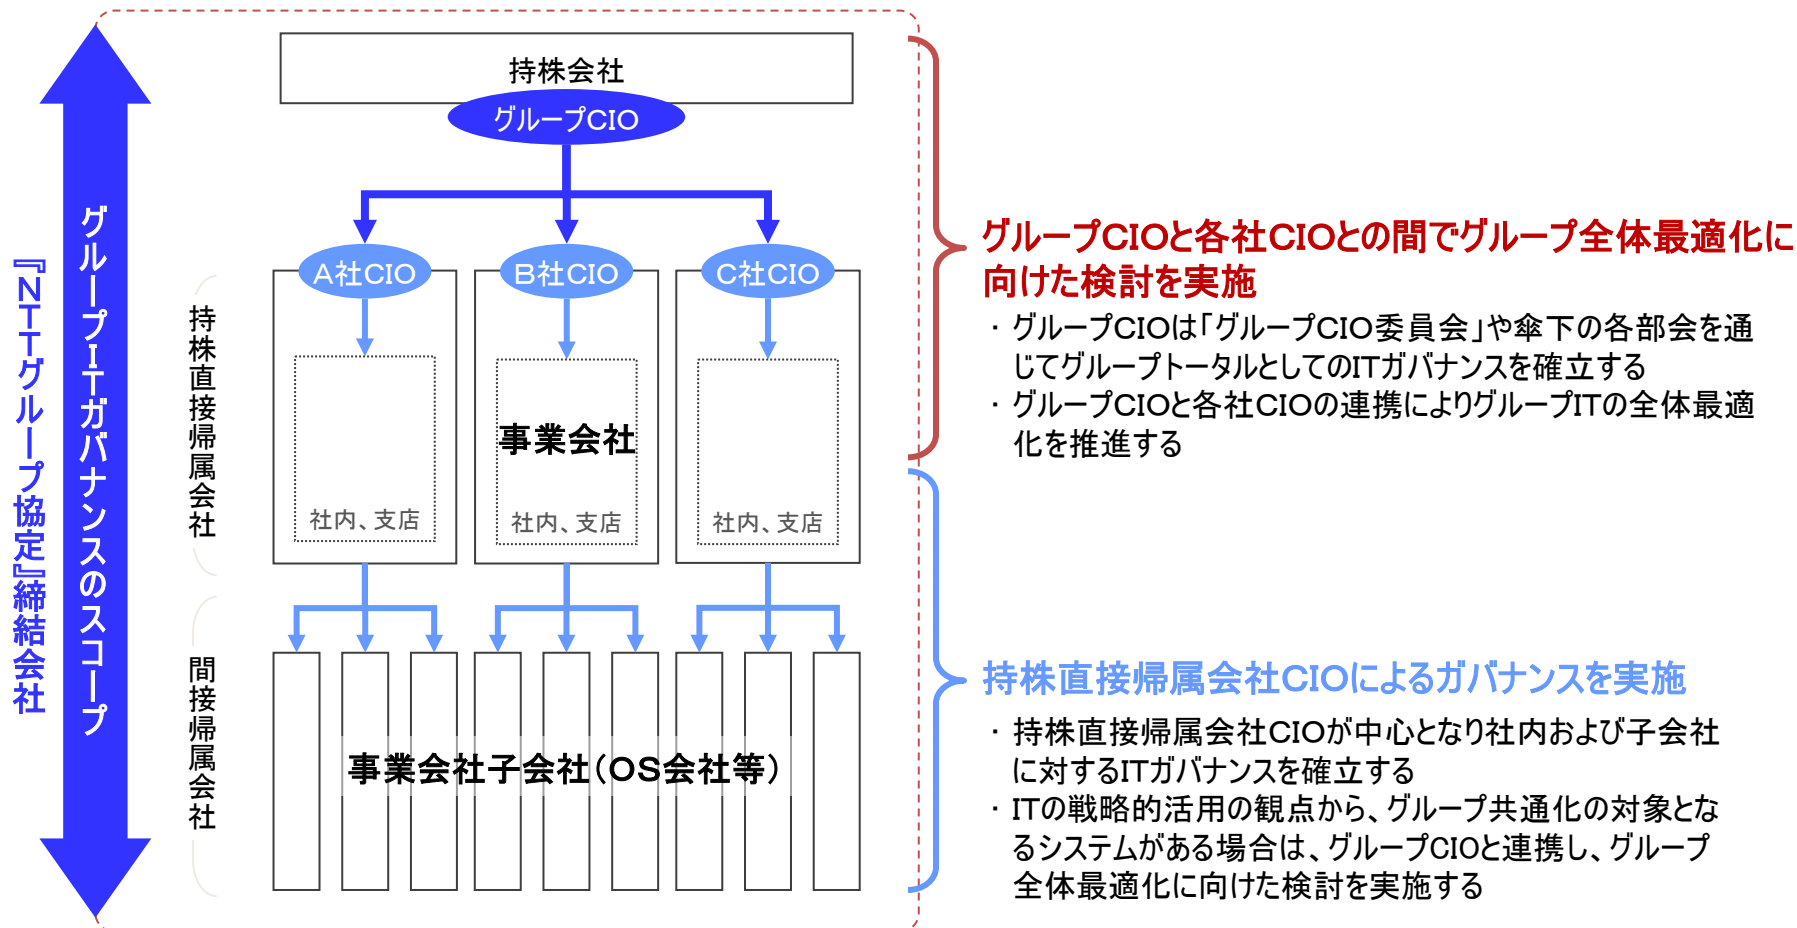 持株会社
グループCIO
A社CIO
B社CIO
C社CIO
事業会社
社内、支店
社内、支店
社内、支店
事業会社子会社（OS会社等）
『NTTグループ協定』締結会社
グループITガバナンスのスコープ
持株直接帰属会社
間接帰属会社
グループCIOと各社CIOとの間でグループ全体最適化に
向けた検討を実施
・グループCIOは「グループCIO委員会」や傘下の各部会を通
じてグループトータルとしてのITガバナンスを確立する
・グループCIOと各社CIOの連携によりグループITの全体最適
化を推進する
持株直接帰属会社CIOによるガバナンスを実施
・持株直接帰属会社CIOが中心となり社内および子会社
に対するITガバナンスを確立する
・ITの戦略的活用の観点から、グループ共通化の対象とな
るシステムがある場合は、グループCIOと連携し、グループ
全体最適化に向けた検討を実施する